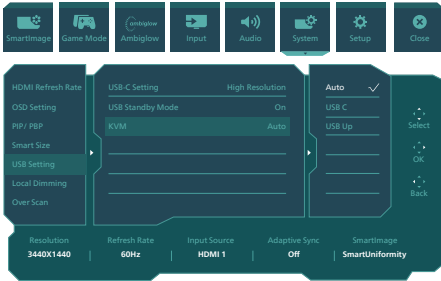 ambiglow
SmartImage Game Mode Ambiglow Input Audio System Setup Close
HDMI Refresh Rate USB-C Setting High Resolution Auto
OSD Setting USB Standby Mode On USB C
PIP/ PBP KVM Auto USB Up
Select
Smart Size
USB Setting
OK
Local Dimming
Back
Over Scan
Resolution Refresh Rate Input Source Adaptive Sync SmartImage
3440X1440 | 60Hz | HDMI 1 | Off | SmartUniformity